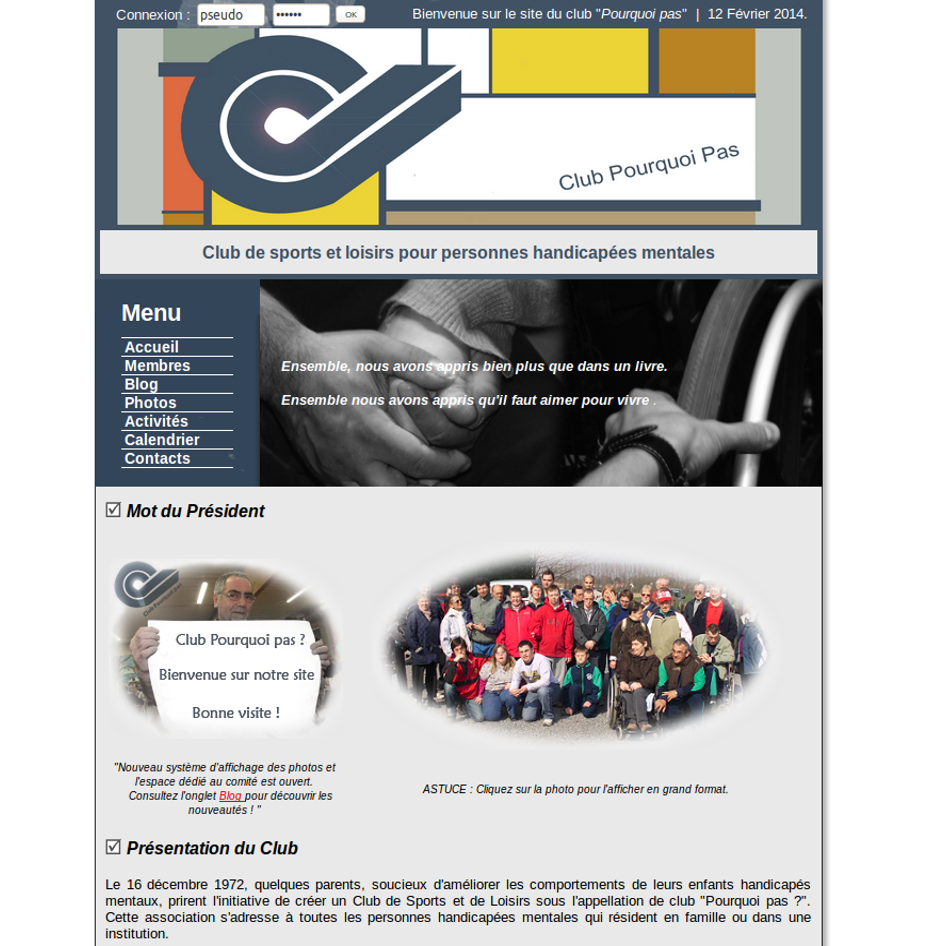 Connexion : pseudo •••••• OK Bienvenue sur le site du club "Pourquoi pas" | 12 Février 2014.
Club Pourquoi Pas
Club de sports et loisirs pour personnes handicapées mentales
Menu
Accueil
Membres
Blog
Photos
Activités
Calendrier
Contacts
Ensemble, nous avons appris bien plus que dans un livre.
Ensemble nous avons appris qu'il faut aimer pour vivre .
Mot du Président
Club Pourquoi pas
Club Pourquoi pas ?
Bienvenue sur notre site
Bonne visite !
"Nouveau système d'affichage des photos et
l'espace dédié au comité est ouvert.
Consultez l'onglet Blog pour découvrir les
nouveautés ! "
ASTUCE : Cliquez sur la photo pour l'afficher en grand format.
Présentation du Club
Le 16 décembre 1972, quelques parents, soucieux d'améliorer les comportements de leurs enfants handicapés
mentaux, prirent l'initiative de créer un Club de Sports et de Loisirs sous l'appellation de club "Pourquoi pas ?".
Cette association s'adresse à toutes les personnes handicapées mentales qui résident en famille ou dans une
institution.